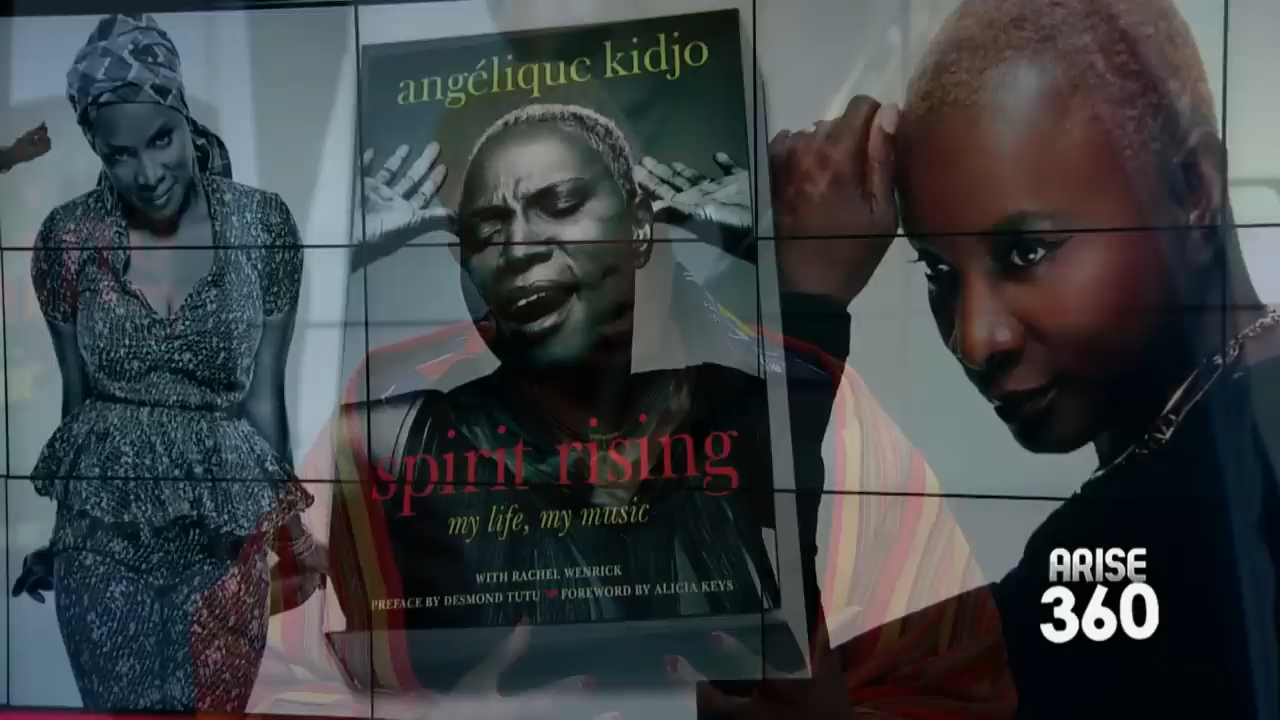 angélique kidjo
spirit rising
my life, my music
WITH RACHEL WENRICK
PREFACE BY DESMOND TUTU FOREWORD BY ALICIA KEYS
ARISE
360